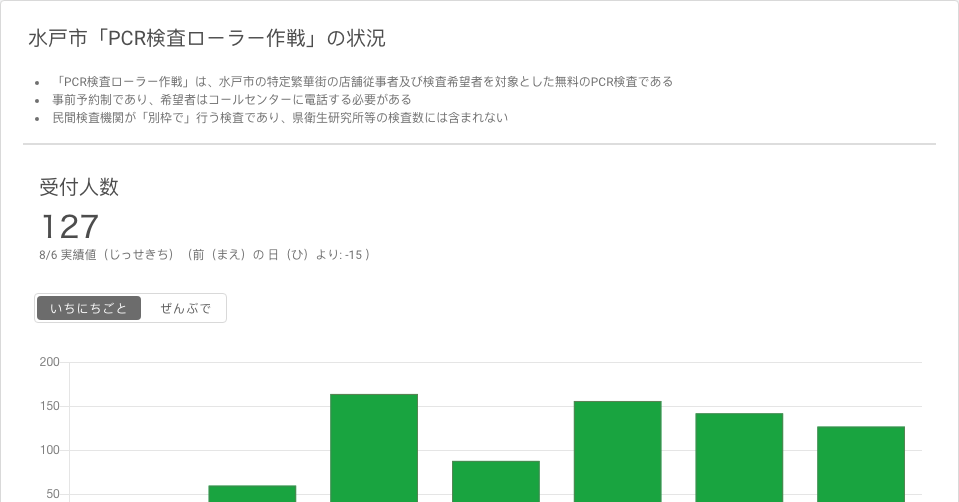 水戸市「PCR検査ローラー作戦」の状況
• 「PCR検査ローラー作戦」は、水戸市の特定繁華街の店舗従事者及び検査希望者を対象とした無料のPCR検査である
• 事前予約制であり、希望者はコールセンターに電話する必要がある
• 民間検査機関が「別枠で」行う検査であり、県衛生研究所等の検査数には含まれない
受付人数
127
8/6 実績値（じっせきち）（前（まえ）の 日（ひ）より: -15 ）
いちにちごと ぜんぶで
200
150
100
50